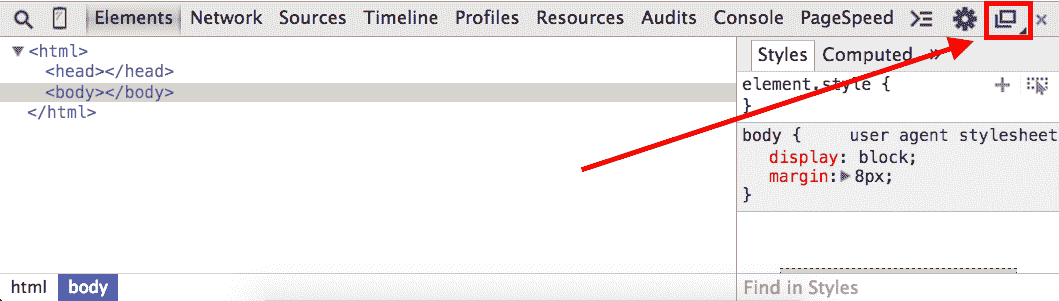 Elements Network Sources Timeline Profiles Resources Audits Console PageSpeed
<html>
<head></head>
<body></body>
</html>
Styles Computed »
element.style {
}
body { user agent stylesheet
display: block;
margin: 8px;
}
html body
Find in Styles